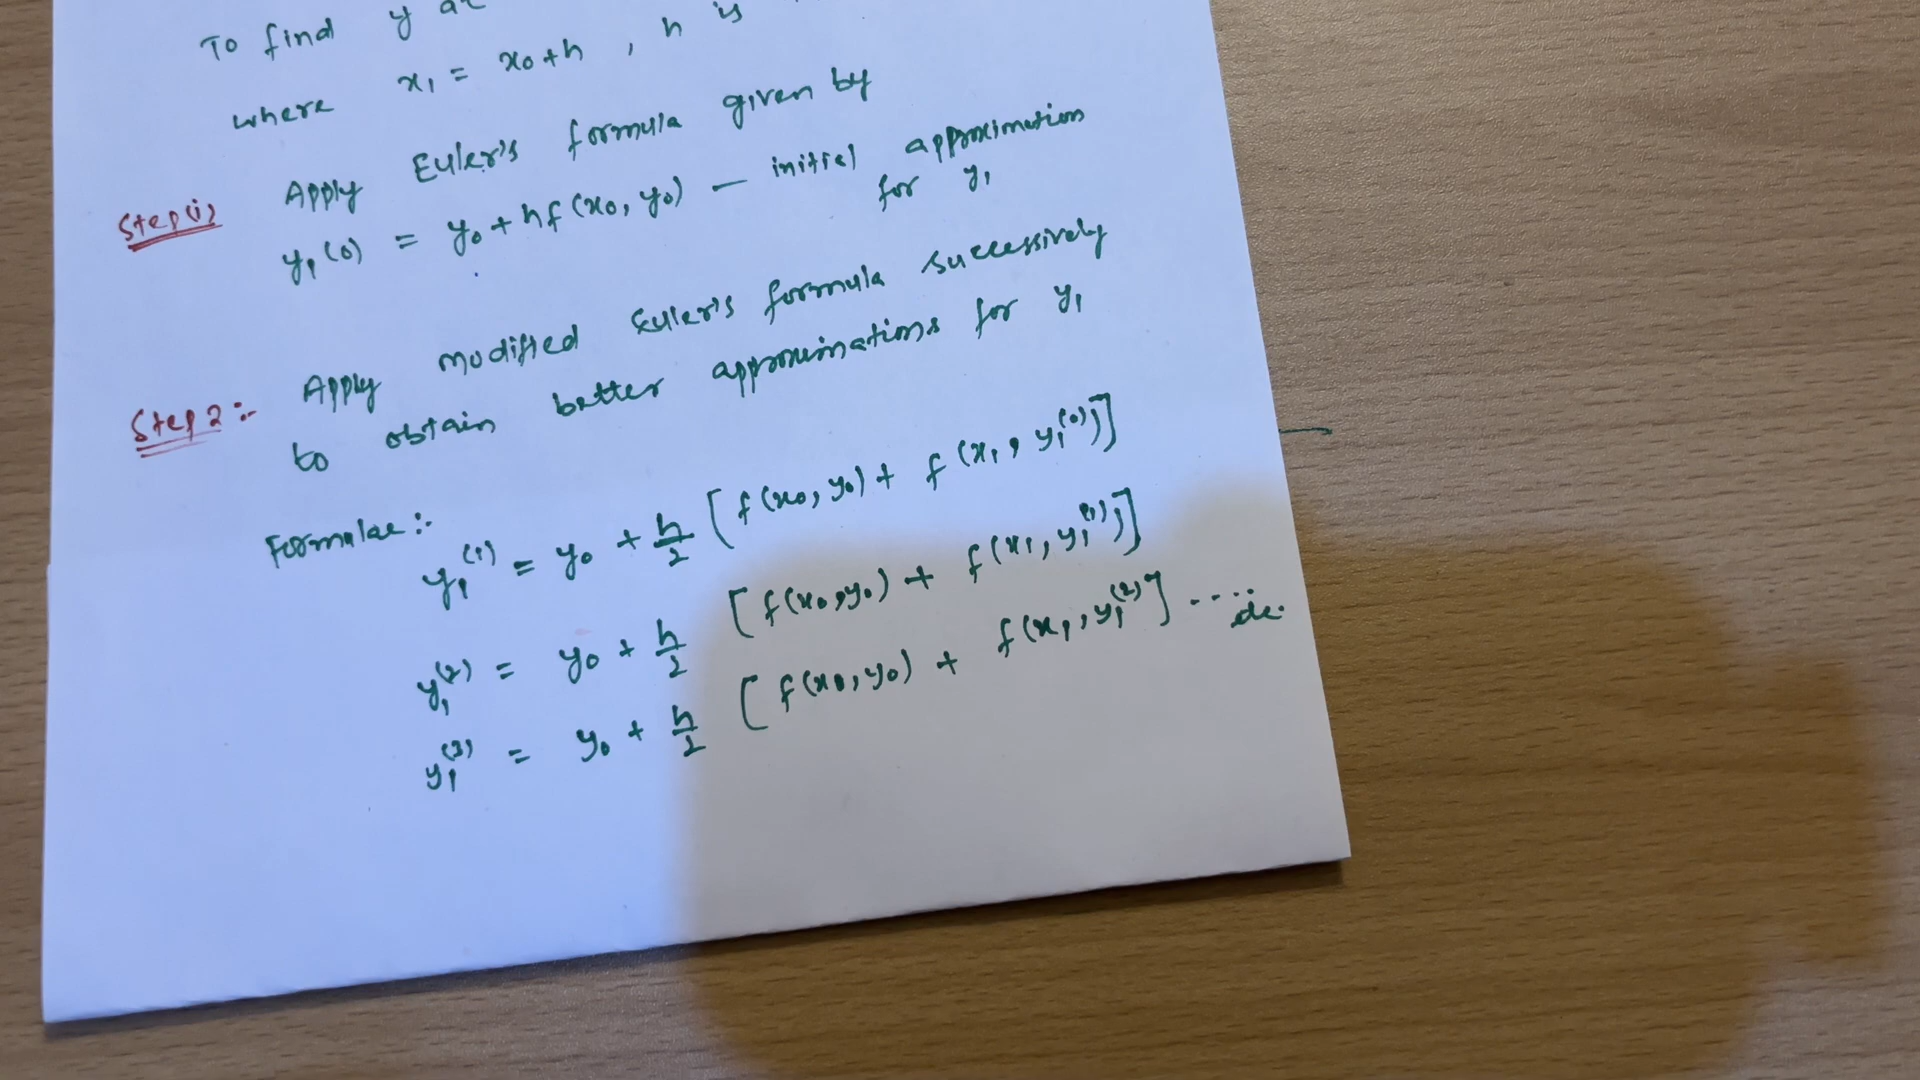 To find y at
where x₁ = x₀+h , h is
Step(i) Apply Euler's formula given by
y₁(0) = y₀ + hf(x₀, y₀) — initial approximation
for y₁
Step 2:- Apply modified Euler's formula successively
to obtain better approximations for y₁
Formulae:-
y₁⁽¹⁾ = y₀ + h/2 [f(x₀, y₀) + f(x₁, y₁⁽⁰⁾)]
y₁⁽²⁾ = y₀ + h/2 [f(x₀, y₀) + f(x₁, y₁⁽¹⁾)]
y₁⁽³⁾ = y₀ + h/2 [f(x₀, y₀) + f(x₁, y₁⁽²⁾] ....